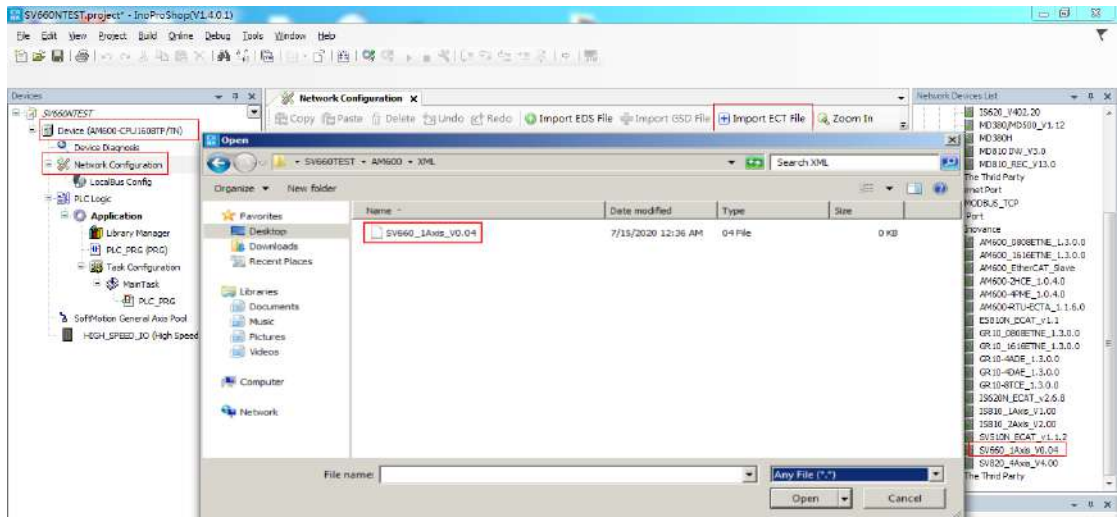 SV660NTEST.project* - InoProShop(V1.4.0.1)
File Edit View Project Build Online Debug Tools Window Help
Devices
SV660NTEST
Device (AM600-CPU1608TP/TN)
Device Diagnosis
Network Configuration
LocalBus Config
PLC Logic
Application
Library Manager
PLC_PRG (PRG)
Task Configuration
MainTask
PLC_PRG
SoftMotion General Axis Pool
HIGH_SPEED_IO (High Speed
Network Configuration
Copy Paste Delete Undo Redo Import EDS File Import GSD File Import ECT File Zoom In
Open
SV660TEST AM600 XML
Search XML
Organize New folder
Favorites
Desktop
Downloads
Recent Places
Libraries
Documents
Music
Pictures
Videos
Computer
Network
Name Date modified Type Size
SV660_1Axis_V0.04 7/15/2020 12:36 AM 04 File 0 KB
File name: Any File (*.*)
Open Cancel
Network Devices List
IS620_V402.20
MD380/MD500_V1.12
MD380H
MD810_REC_V13.0
The Third Party
MODBUS_TCP
Port
AM600_0808ETNE_1.3.0.0
AM600_1616ETNE_1.3.0.0
AM600_EtherCAT_Slave
AM600-2HCE_1.0.4.0
AM600-4PME_1.0.4.0
AM600-RTU-ECTA_1.1.6.0
ES810N_ECAT_v1.1
GR10_0808ETNE_1.3.0.0
GR10_1616ETNE_1.3.0.0
GR10-4ADE_1.3.0.0
GR10-4DAE_1.3.0.0
GR10-8TCE_1.3.0.0
IS620N_ECAT_v2.6.8
IS810_1Axis_V1.00
IS810_2Axis_V2.00
SV510N_ECAT_v1.1.2
SV660_1Axis_V0.04
SV820_4Axis_V4.00
The Third Party